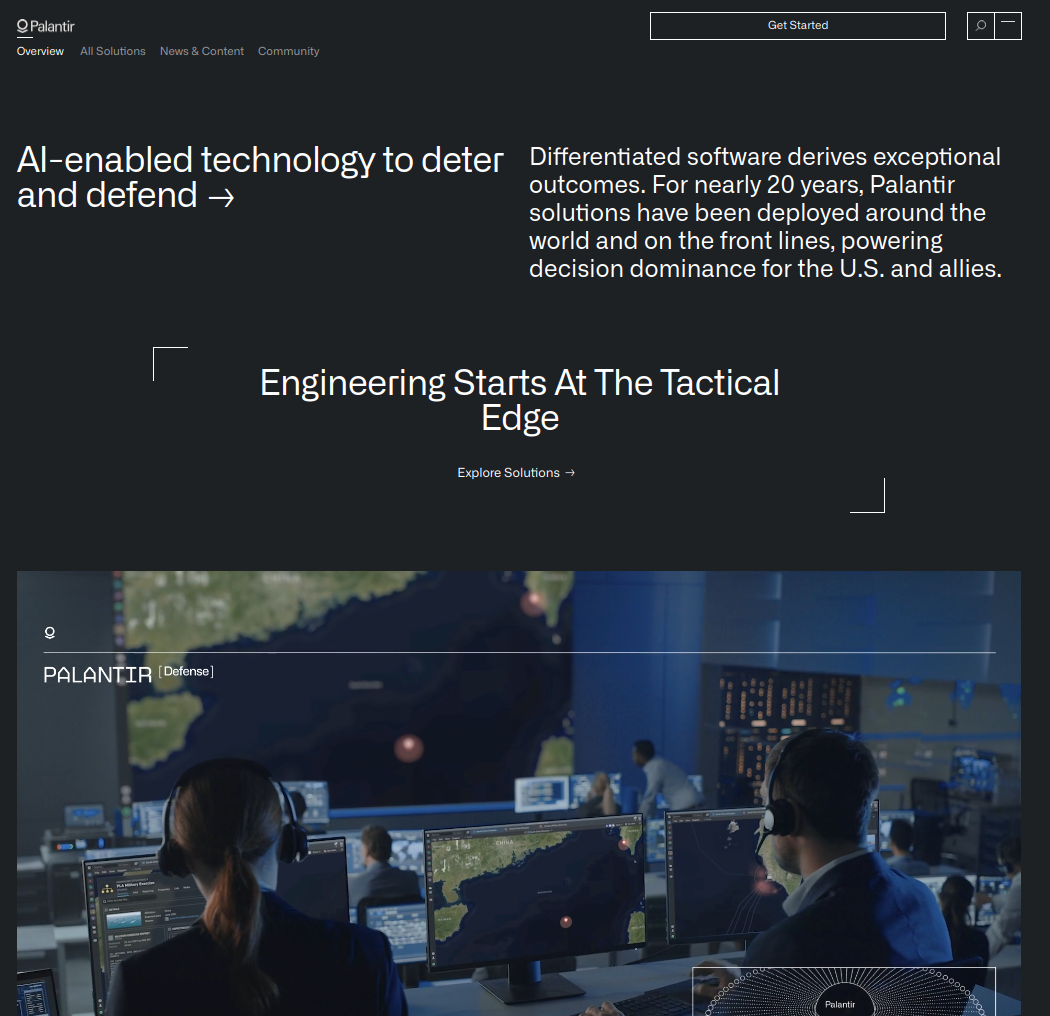 Palantir
Get Started
Overview
All Solutions
News & Content
Community
AI-enabled technology to deter
and defend →
Differentiated software derives exceptional
outcomes. For nearly 20 years, Palantir
solutions have been deployed around the
world and on the front lines, powering
decision dominance for the U.S. and allies.
Engineering Starts At The Tactical
Edge
Explore Solutions →
CHINA
PALANTIR [Defense]
CHINA
PLA Military Exercise
Palantir